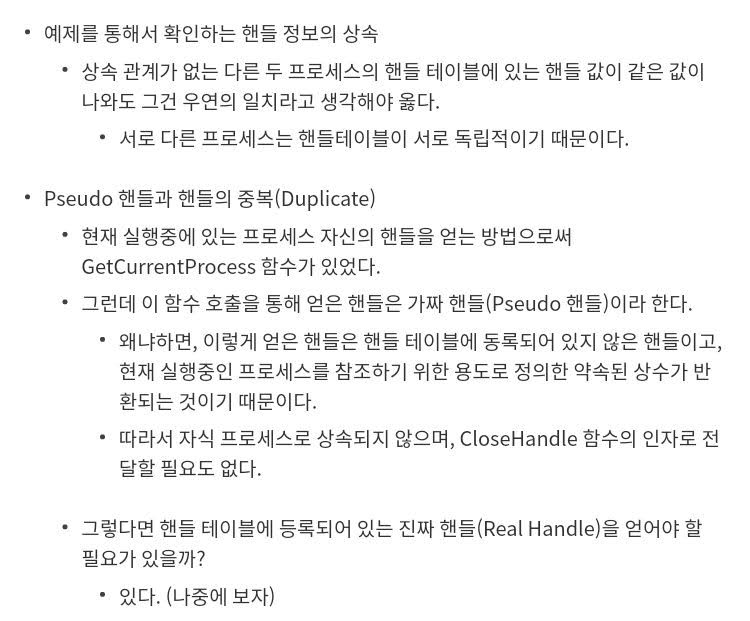 • 예제를 통해서 확인하는 핸들 정보의 상속
• 상속 관계가 없는 다른 두 프로세스의 핸들 테이블에 있는 핸들 값이 같은 값이
나와도 그건 우연의 일치라고 생각해야 옳다.
• 서로 다른 프로세스는 핸들테이블이 서로 독립적이기 때문이다.
• Pseudo 핸들과 핸들의 중복(Duplicate)
• 현재 실행중에 있는 프로세스 자신의 핸들을 얻는 방법으로써
GetCurrentProcess 함수가 있었다.
• 그런데 이 함수 호출을 통해 얻은 핸들은 가짜 핸들(Pseudo 핸들)이라 한다.
• 왜냐하면, 이렇게 얻은 핸들은 핸들 테이블에 동록되어 있지 않은 핸들이고,
현재 실행중인 프로세스를 참조하기 위한 용도로 정의한 약속된 상수가 반
환되는 것이기 때문이다.
• 따라서 자식 프로세스로 상속되지 않으며, CloseHandle 함수의 인자로 전
달할 필요도 없다.
• 그렇다면 핸들 테이블에 등록되어 있는 진짜 핸들(Real Handle)을 얻어야 할
필요가 있을까?
• 있다. (나중에 보자)